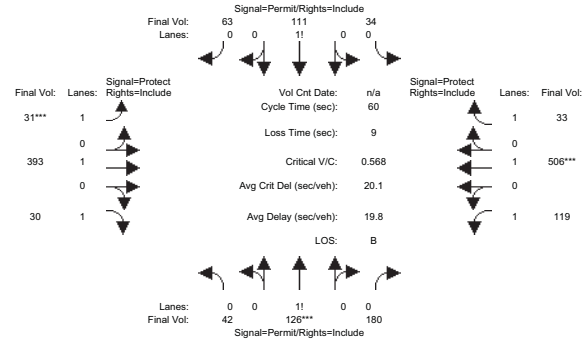 Signal=Permit/Rights=Include
Final Vol: 63 111 34
Lanes: 0 0 1! 0 0
Signal=Protect Signal=Protect
Final Vol: Lanes: Rights=Include Vol Cnt Date: n/a Rights=Include Lanes: Final Vol:
Cycle Time (sec): 60
31*** 1 1 33
Loss Time (sec): 9
0 0
393 1 Critical V/C: 0.568 1 506***
0 Avg Crit Del (sec/veh): 20.1 0
30 1 Avg Delay (sec/veh): 19.8 1 119
LOS: B
Lanes: 0 0 1! 0 0
Final Vol: 42 126*** 180
Signal=Permit/Rights=Include